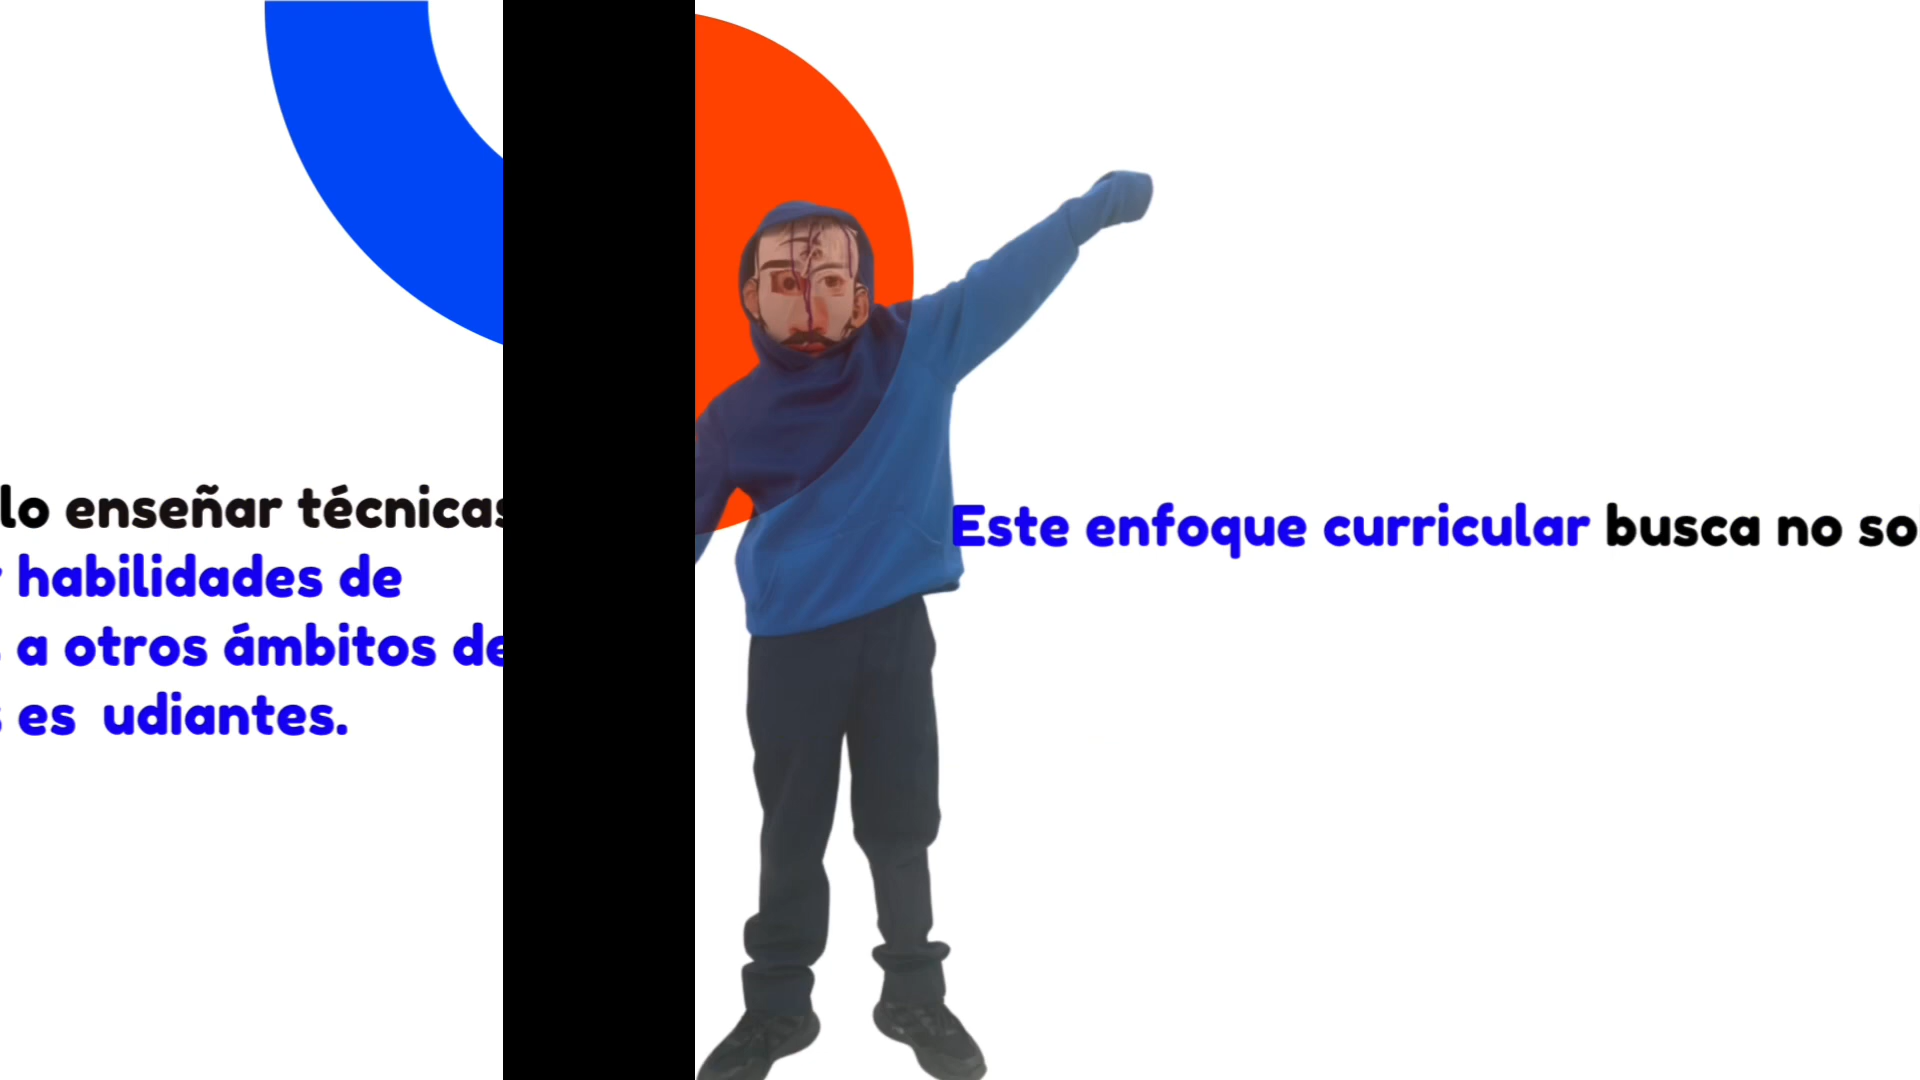 lo enseñar técnicas
habilidades de
a otros ámbitos de
es udiantes.
Este enfoque curricular busca no so